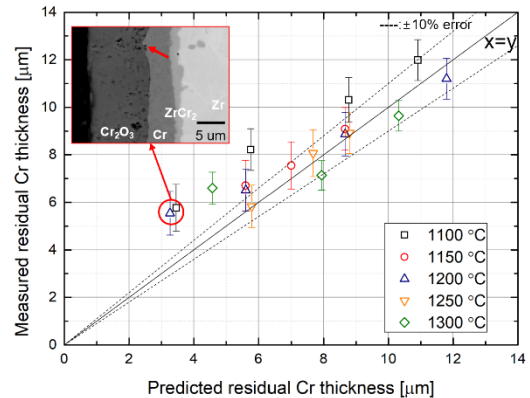 14
12
10
8
6
4
2
0
0 2 4 6 8 10 12 14
Measured residual Cr thickness [μm]
Predicted residual Cr thickness [μm]
-----:±10% error
x=y
Cr₂O₃
Cr
ZrCr₂
Zr
5 um
1100 °C
1150 °C
1200 °C
1250 °C
1300 °C